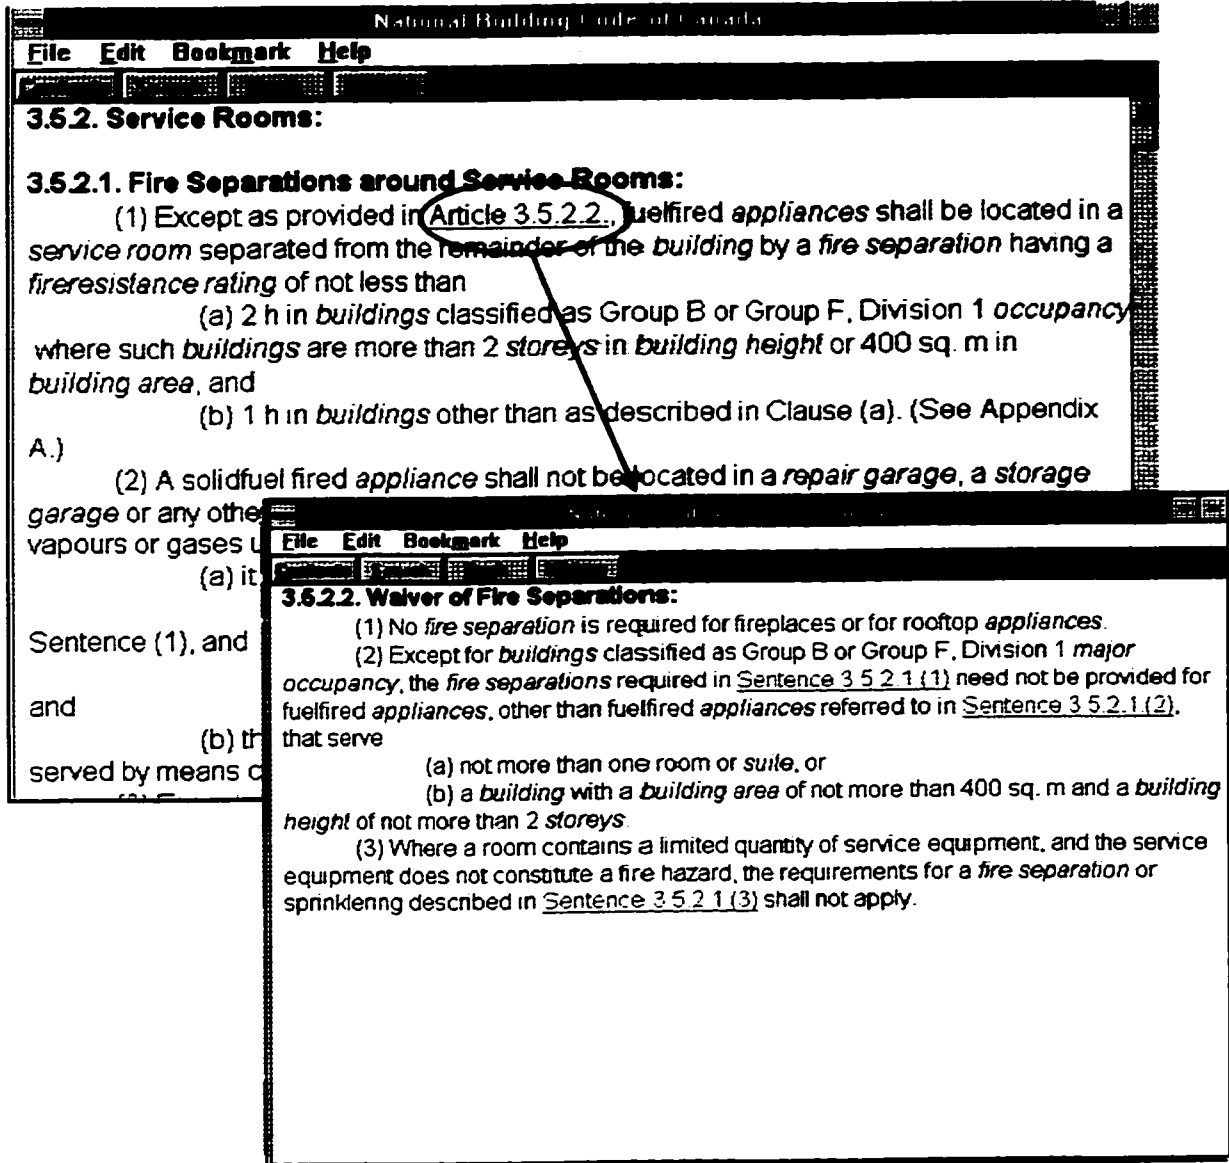 National Building Code of Canada
File Edit Bookmark Help
3.5.2. Service Rooms:
3.5.2.1. Fire Separations around Service Rooms:
(1) Except as provided in Article 3.5.2.2., fuelfired appliances shall be located in a
service room separated from the remainder of the building by a fire separation having a
fireresistance rating of not less than
(a) 2 h in buildings classified as Group B or Group F, Division 1 occupancy
where such buildings are more than 2 storeys in building height or 400 sq. m in
building area, and
(b) 1 h in buildings other than as described in Clause (a). (See Appendix
A.)
(2) A solidfuel fired appliance shall not be located in a repair garage, a storage
garage or any othe
vapours or gases u
(a) it
Sentence (1), and
and
(b) th
served by means c
File Edit Bookmark Help
3.5.2.2. Waiver of Fire Separations:
(1) No fire separation is required for fireplaces or for rooftop appliances.
(2) Except for buildings classified as Group B or Group F, Division 1 major
occupancy, the fire separations required in Sentence 3.5.2.1.(1) need not be provided for
fuelfired appliances, other than fuelfired appliances referred to in Sentence 3.5.2.1.(2),
that serve
(a) not more than one room or suite, or
(b) a building with a building area of not more than 400 sq. m and a building
height of not more than 2 storeys.
(3) Where a room contains a limited quantity of service equipment, and the service
equipment does not constitute a fire hazard, the requirements for a fire separation or
sprinklering described in Sentence 3.5.2.1.(3) shall not apply.